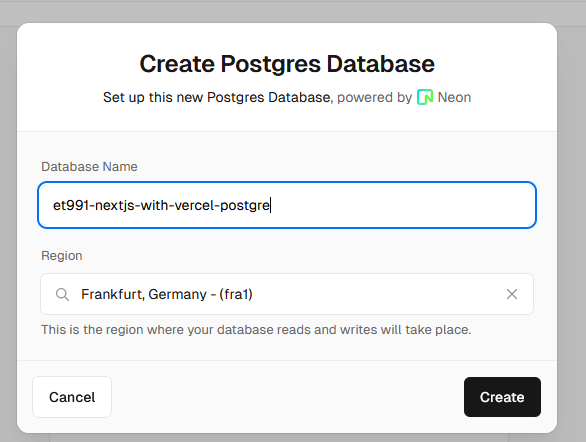 Create Postgres Database
Set up this new Postgres Database, powered by Neon
Database Name
et991-nextjs-with-vercel-postgre
Region
Frankfurt, Germany - (fra1)
This is the region where your database reads and writes will take place.
Cancel
Create